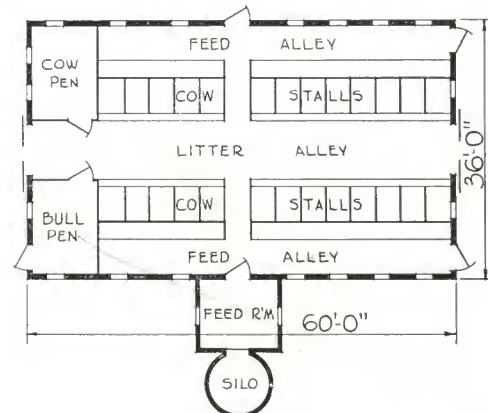 FEED ALLEY
COW
PEN
COW STALLS
LITTER ALLEY
36'-0"
COW STALLS
BULL
PEN
FEED ALLEY
FEED R'M
60'-0"
SILO